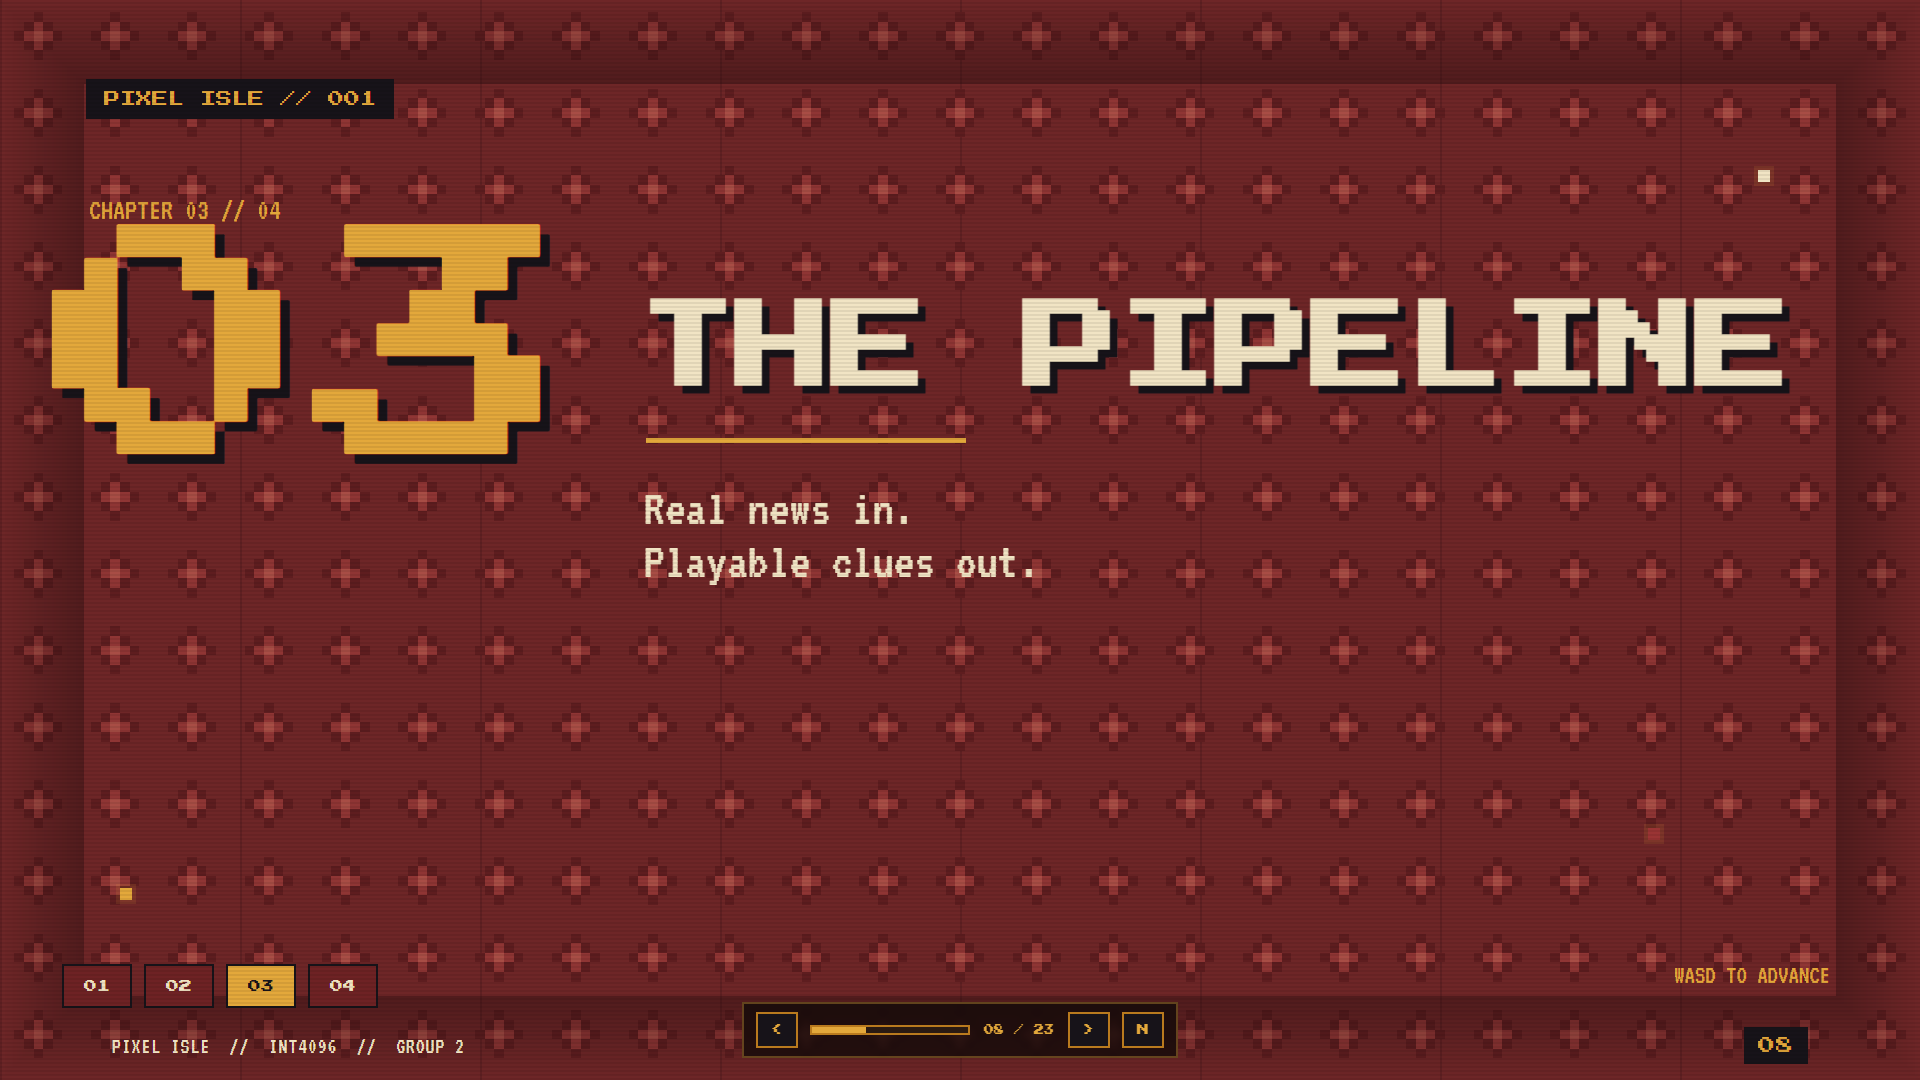 PIXEL ISLE // 001
CHAPTER 03 // 04
03
THE PIPELINE
Real news in.
Playable clues out.
01 02 03 04
WASD TO ADVANCE
< 08 / 23 > N
PIXEL ISLE // INT4096 // GROUP 2
08